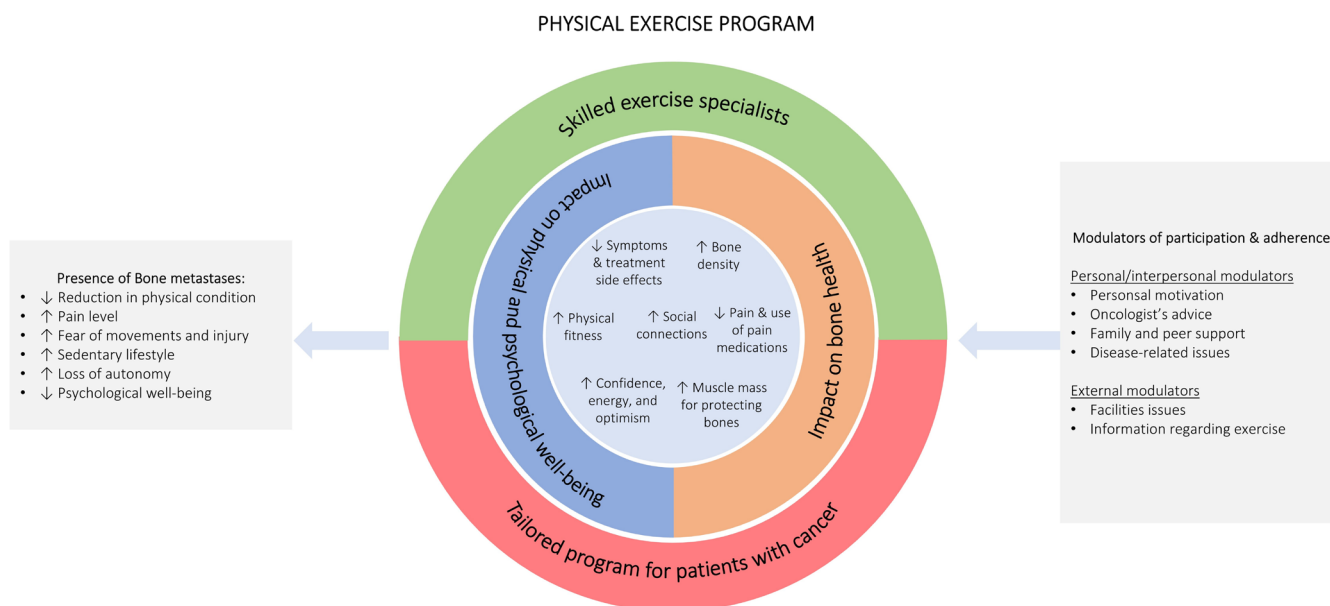 PHYSICAL EXERCISE PROGRAM
Skilled exercise specialists
Impact on physical and psychological well-being
Impact on bone health
Tailored program for patients with cancer
↓ Symptoms
& treatment
side effects
↑ Bone
density
↑ Physical
fitness
↑ Social
connections
↓ Pain & use
of pain
medications
↑ Confidence,
energy, and
optimism
↑ Muscle mass
for protecting
bones
Presence of Bone metastases:
• ↓ Reduction in physical condition
• ↑ Pain level
• ↑ Fear of movements and injury
• ↑ Sedentary lifestyle
• ↑ Loss of autonomy
• ↓ Psychological well-being
Modulators of participation & adherence
Personal/interpersonal modulators
• Personsal motivation
• Oncologist's advice
• Family and peer support
• Disease-related issues
External modulators
• Facilities issues
• Information regarding exercise